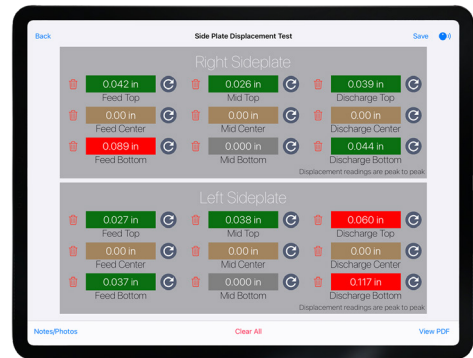 Back Side Plate Displacement Test Save
Right Sideplate
0.042 in 0.026 in 0.039 in
Feed Top Mid Top Discharge Top
0.00 in 0.00 in 0.00 in
Feed Center Mid Center Discharge Center
0.089 in 0.000 in 0.044 in
Feed Bottom Mid Bottom Discharge Bottom
Displacement readings are peak to peak
Left Sideplate
0.027 in 0.038 in 0.060 in
Feed Top Mid Top Discharge Top
0.00 in 0.00 in 0.00 in
Feed Center Mid Center Discharge Center
0.037 in 0.000 in 0.117 in
Feed Bottom Mid Bottom Discharge Bottom
Displacement readings are peak to peak
Notes/Photos Clear All View PDF